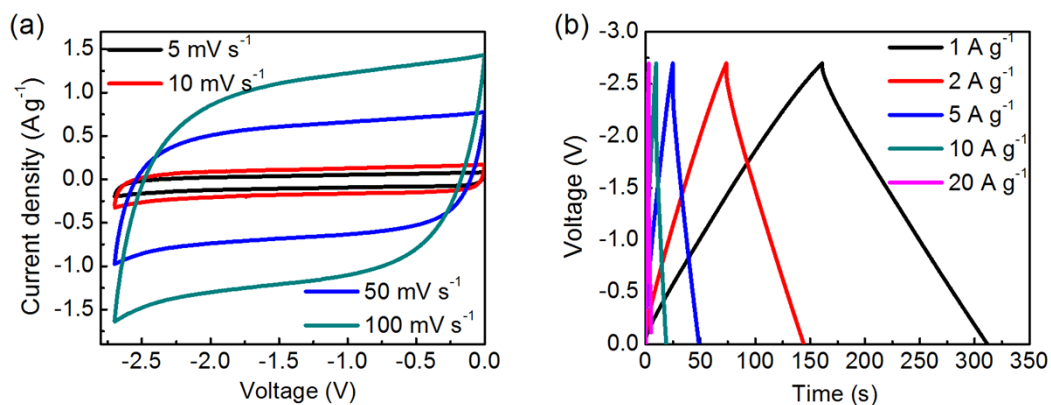 (a)
5 mV s⁻¹
10 mV s⁻¹
50 mV s⁻¹
100 mV s⁻¹
Current density (A g⁻¹)
1.5
1.0
0.5
0.0
-0.5
-1.0
-1.5
-2.5
-2.0
-1.5
-1.0
-0.5
0.0
Voltage (V)
(b)
1 A g⁻¹
2 A g⁻¹
5 A g⁻¹
10 A g⁻¹
20 A g⁻¹
Voltage (V)
-3.0
-2.5
-2.0
-1.5
-1.0
-0.5
0.0
0
50
100
150
200
250
300
350
Time (s)